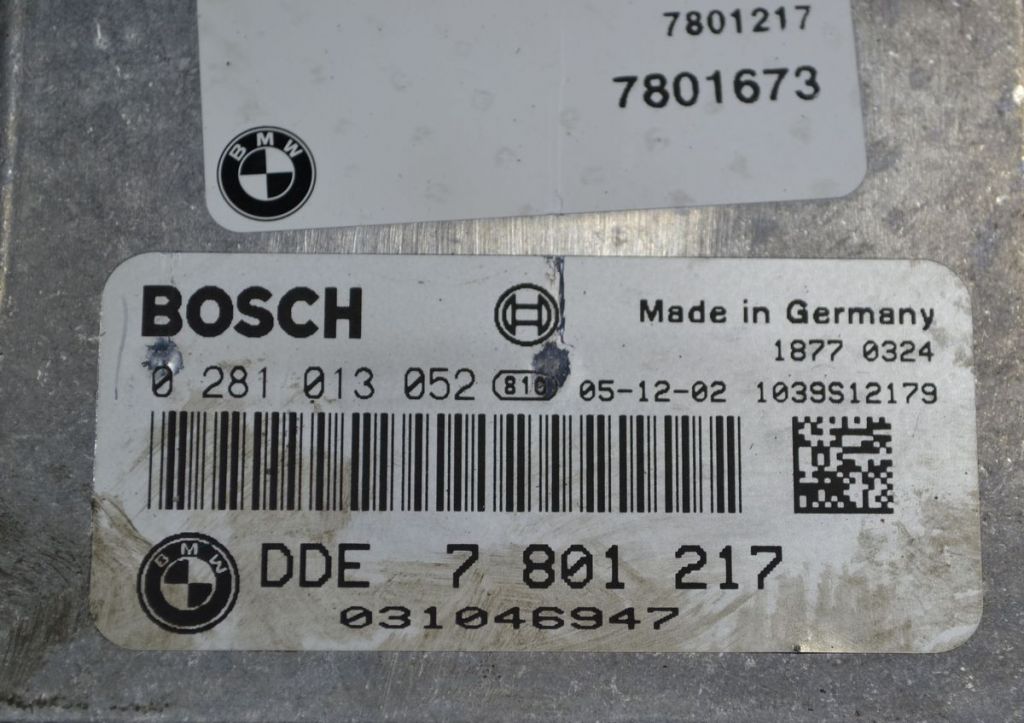 7801217
7801673
BMW
BOSCH
Made in Germany
1877 0324
0 281 013 052 810 05-12-02 1039S12179
BMW
DDE 7 801 217
031046947